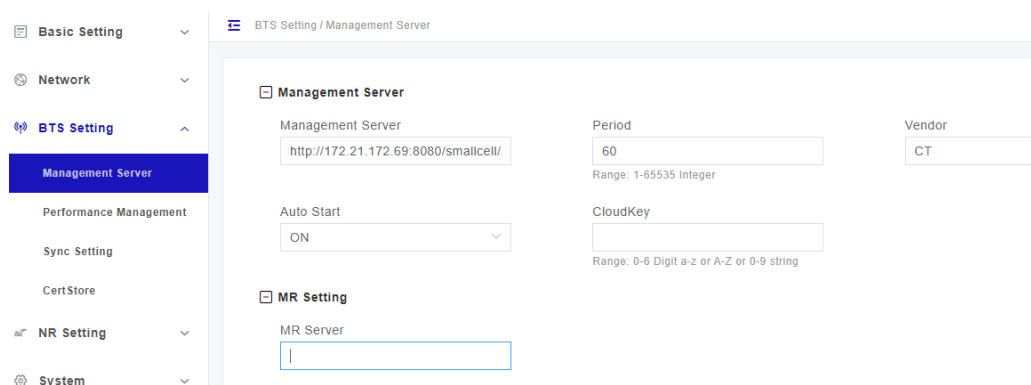 Basic Setting
Network
BTS Setting
Management Server
Performance Management
Sync Setting
CertStore
NR Setting
System
BTS Setting / Management Server
Management Server
Management Server
http://172.21.172.69:8080/smallcell/
Period
60
Range: 1-65535 Integer
Vendor
CT
Auto Start
ON
CloudKey
Range: 0-6 Digit a-z or A-Z or 0-9 string
MR Setting
MR Server